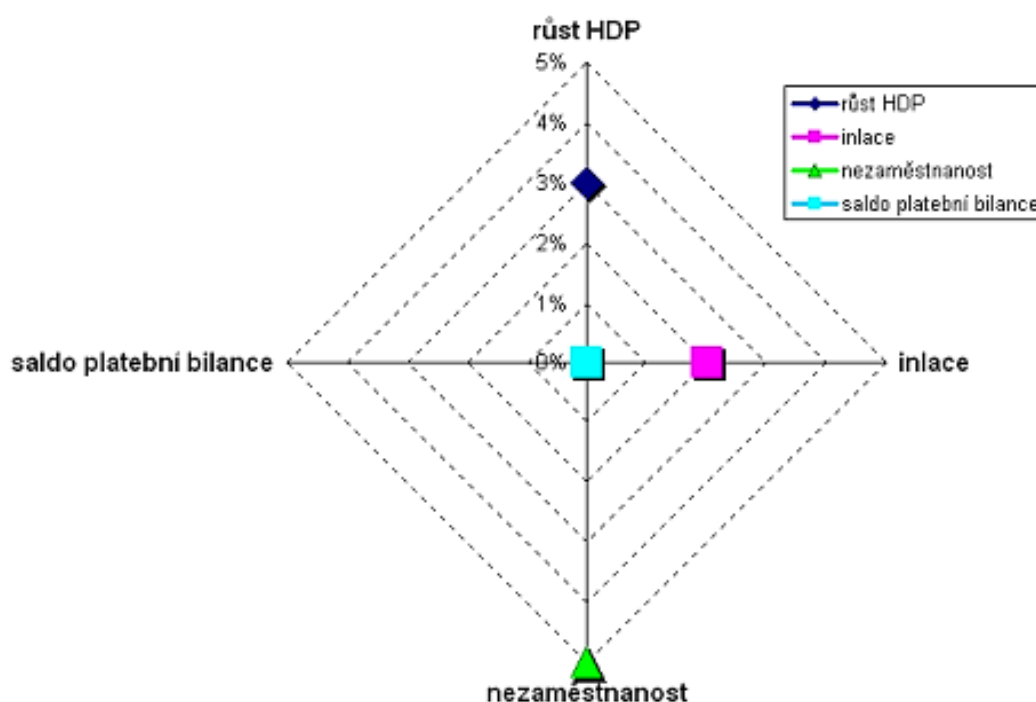 růst HDP
5%
4%
3%
2%
1%
0%
růst HDP
inlace
nezaměstnanost
saldo platební bilance
saldo platební bilance
inlace
nezaměstnanost